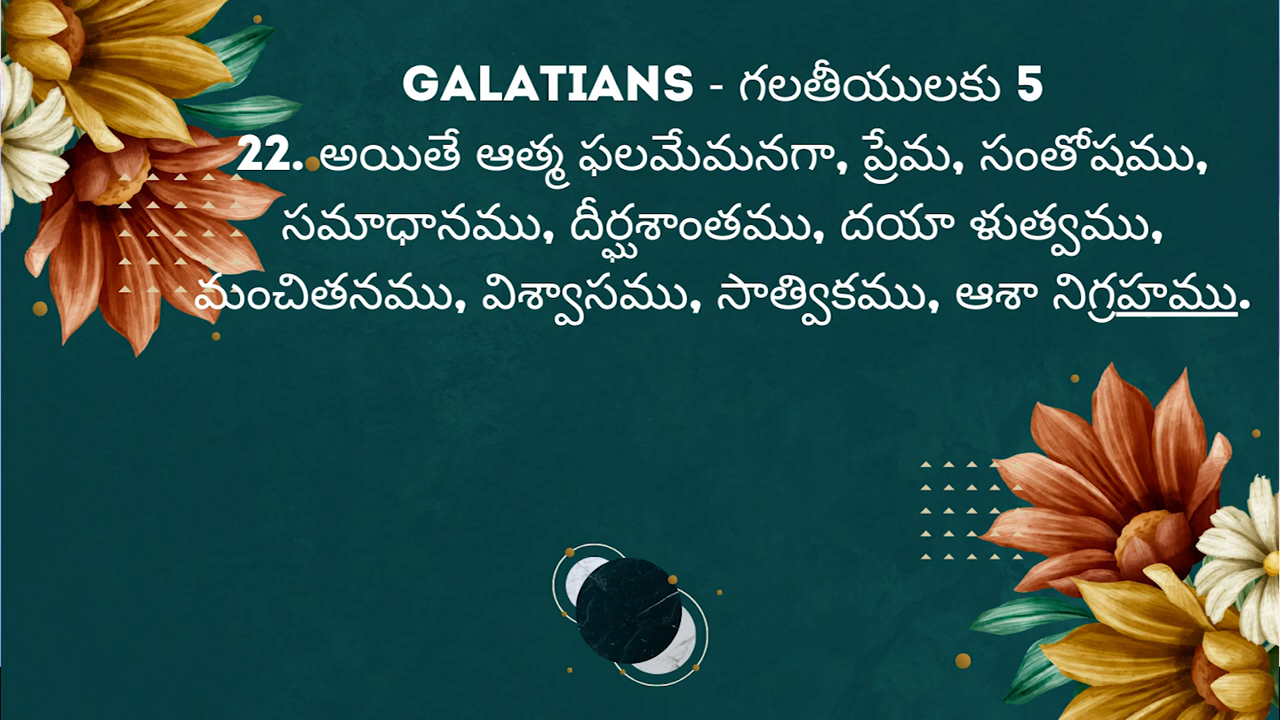 GALATIANS - గలతీయులకు 5
22. అయితే ఆత్మ ఫలమేమనగా, ప్రేమ, సంతోషము,
సమాధానము, దీర్ఘశాంతము, దయా ళుత్వము,
మంచితనము, విశ్వాసము, సాత్వికము, ఆశా నిగ్రహము.